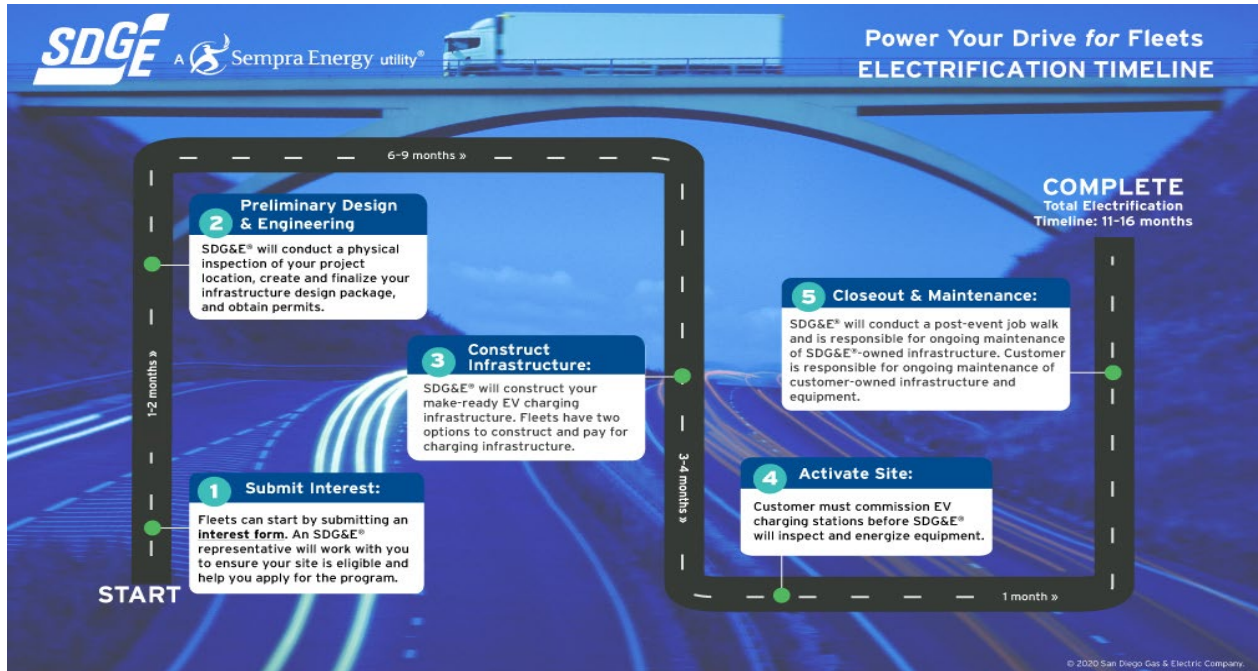 SDGE A Sempra Energy utility®
Power Your Drive for Fleets
ELECTRIFICATION TIMELINE
START
1
Submit Interest:
Fleets can start by submitting an
interest form. An SDG&E®
representative will work with you
to ensure your site is eligible and
help you apply for the program.
1-2 months »
2
Preliminary Design
& Engineering
SDG&E® will conduct a physical
inspection of your project
location, create and finalize your
infrastructure design package,
and obtain permits.
6-9 months »
3
Construct
Infrastructure:
SDG&E® will construct your
make-ready EV charging
infrastructure. Fleets have two
options to construct and pay for
charging infrastructure.
3-4 months »
4
Activate Site:
Customer must commission EV
charging stations before SDG&E®
will inspect and energize equipment.
1 month »
5
Closeout & Maintenance:
SDG&E® will conduct a post-event job walk
and is responsible for ongoing maintenance
of SDG&E®-owned infrastructure. Customer
is responsible for ongoing maintenance of
customer-owned infrastructure and
equipment.
COMPLETE
Total Electrification
Timeline: 11-16 months
© 2020 San Diego Gas & Electric Company.